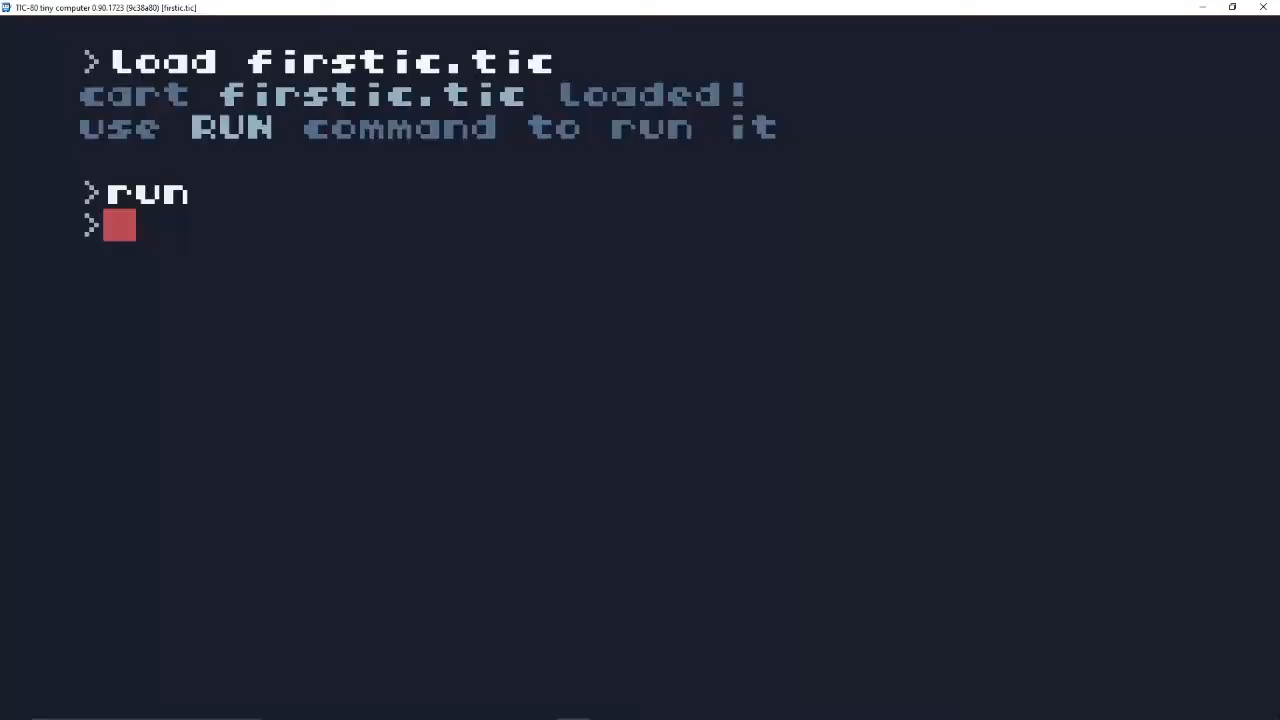 TIC-80 tiny computer 0.90.1723 (9c38a80) [firstic.tic]
>load firstic.tic
cart firstic.tic loaded!
use RUN command to run it
>run
>